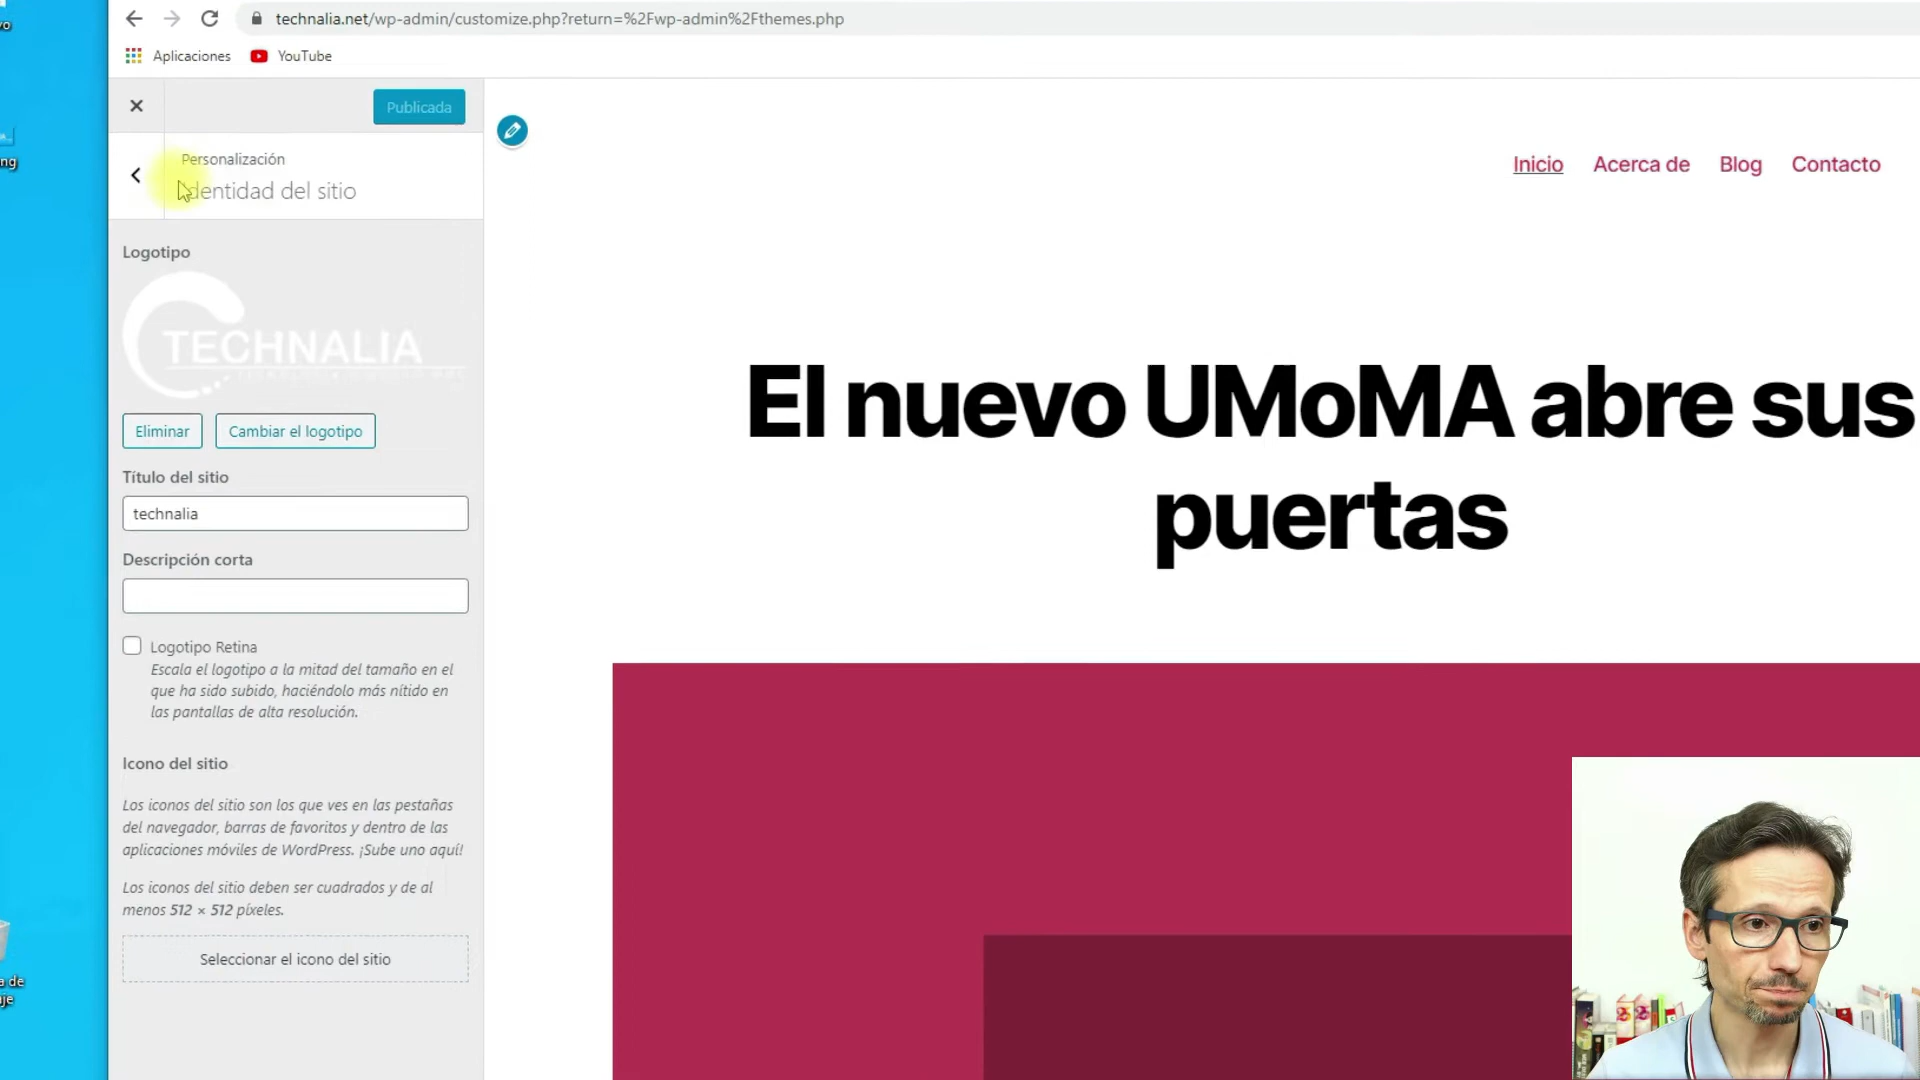 vo
technalia.net/wp-admin/customize.php?return=%2Fwp-admin%2Fthemes.php
Aplicaciones
YouTube
Publicada
ng
Personalización
Identidad del sitio
Inicio
Acerca de
Blog
Contacto
Logotipo
TECHNALIA
Eliminar
Cambiar el logotipo
El nuevo UMoMA abre sus
puertas
Título del sitio
technalia
Descripción corta
Logotipo Retina
Escala el logotipo a la mitad del tamaño en el
que ha sido subido, haciéndolo más nítido en
las pantallas de alta resolución.
Icono del sitio
Los iconos del sitio son los que ves en las pestañas
del navegador, barras de favoritos y dentro de las
aplicaciones móviles de WordPress. ¡Sube uno aquí!
Los iconos del sitio deben ser cuadrados y de al
menos 512 × 512 píxeles.
Seleccionar el icono del sitio
a de
je